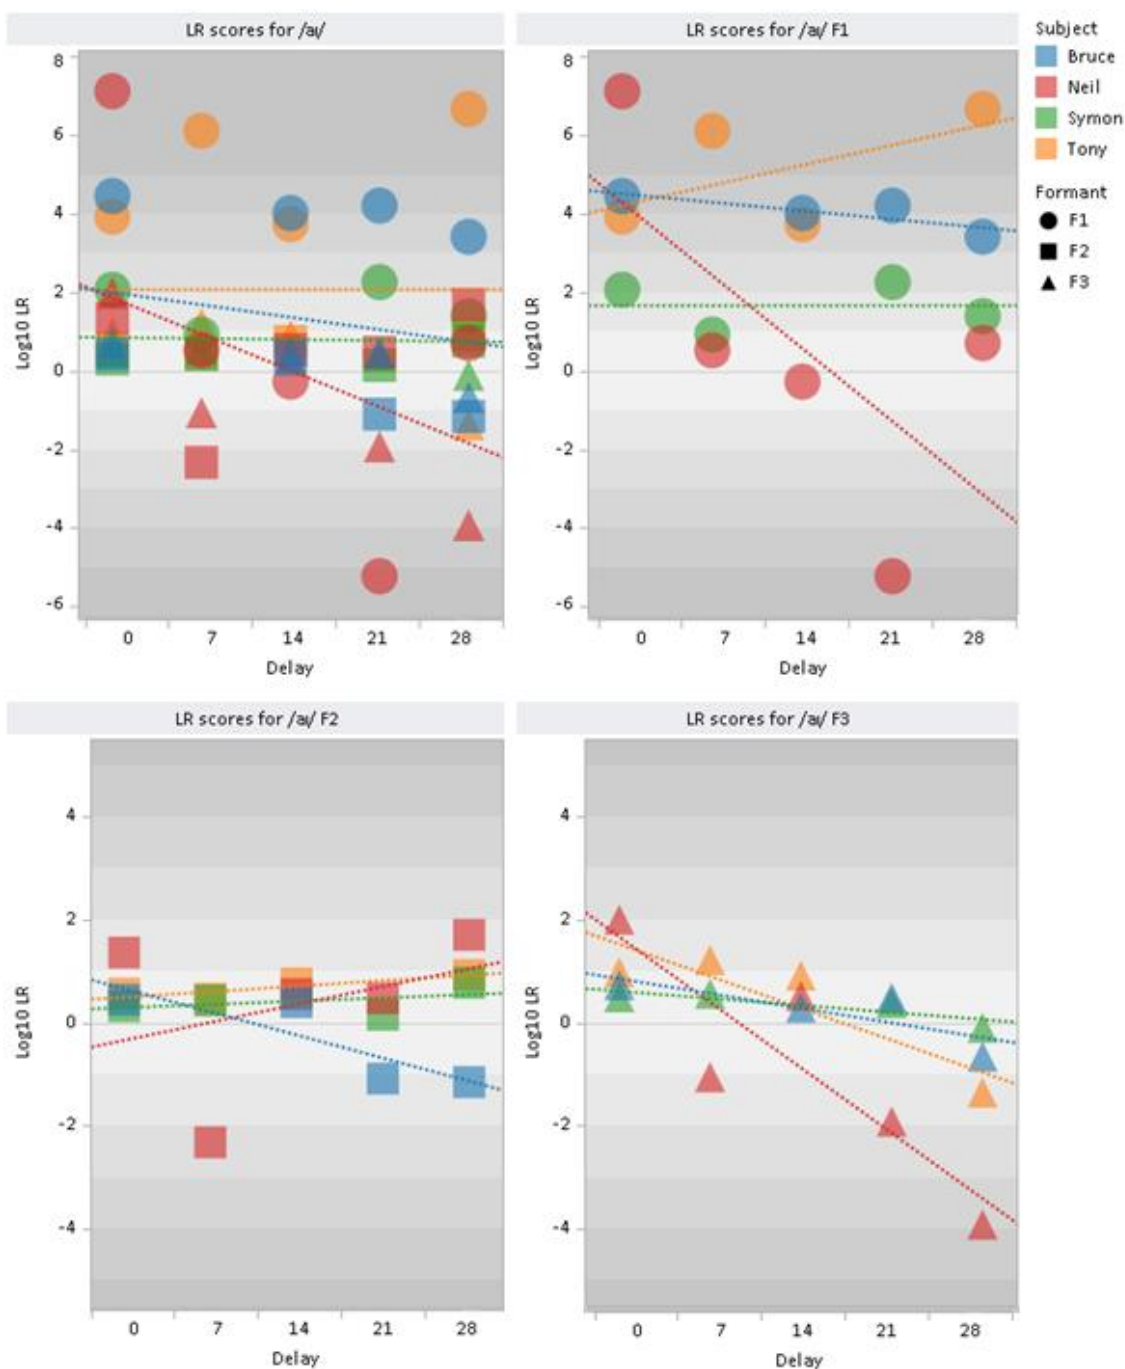 LR scores for /aɪ/
LR scores for /aɪ/ F1
Subject
Bruce
Neil
Symon
Tony
Formant
F1
F2
F3
Log10 LR
8
6
4
2
0
-2
-4
-6
0 7 14 21 28
Delay
Log10 LR
8
6
4
2
0
-2
-4
-6
0 7 14 21 28
Delay
LR scores for /aɪ/ F2
LR scores for /aɪ/ F3
Log10 LR
4
2
0
-2
-4
0 7 14 21 28
Delay
Log10 LR
4
2
0
-2
-4
0 7 14 21 28
Delay